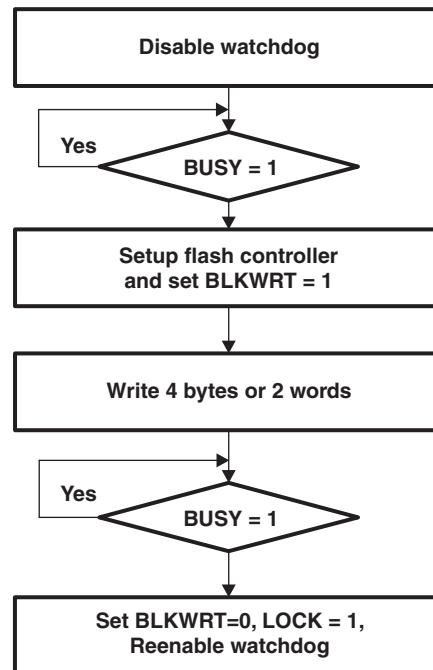 Disable watchdog
Yes
BUSY = 1
Setup flash controller
and set BLKWRT = 1
Write 4 bytes or 2 words
Yes
BUSY = 1
Set BLKWRT=0, LOCK = 1,
Reenable watchdog